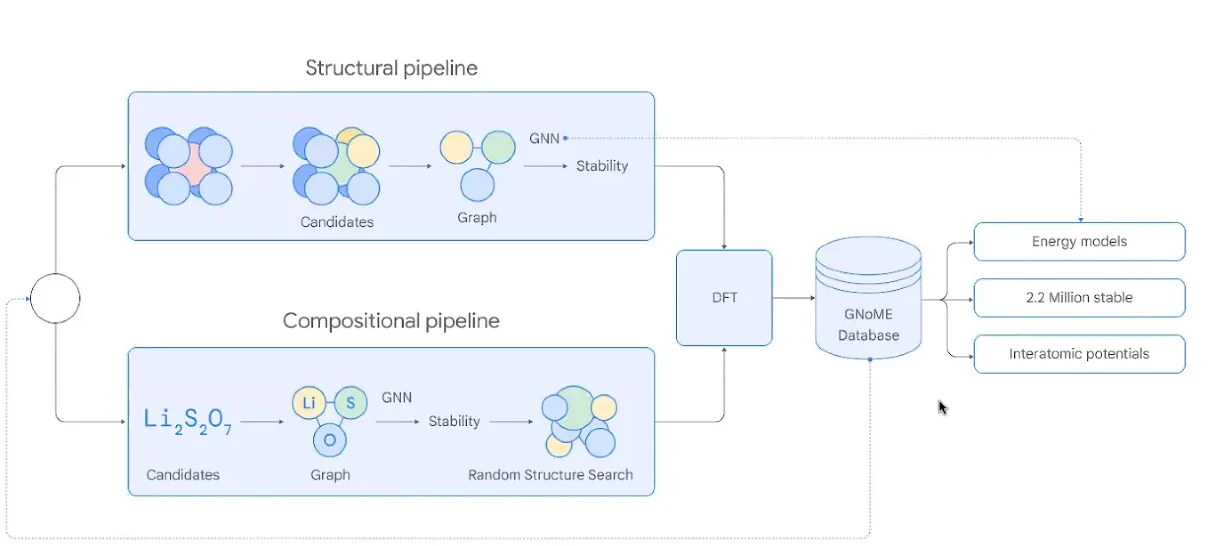 Structural pipeline
GNN
Stability
Candidates
Graph
Energy models
DFT
2.2 Million stable
GNoME
Database
Compositional pipeline
Interatomic potentials
Li S
GNN
Li₂S₂O₇
Stability
O
Candidates
Graph
Random Structure Search